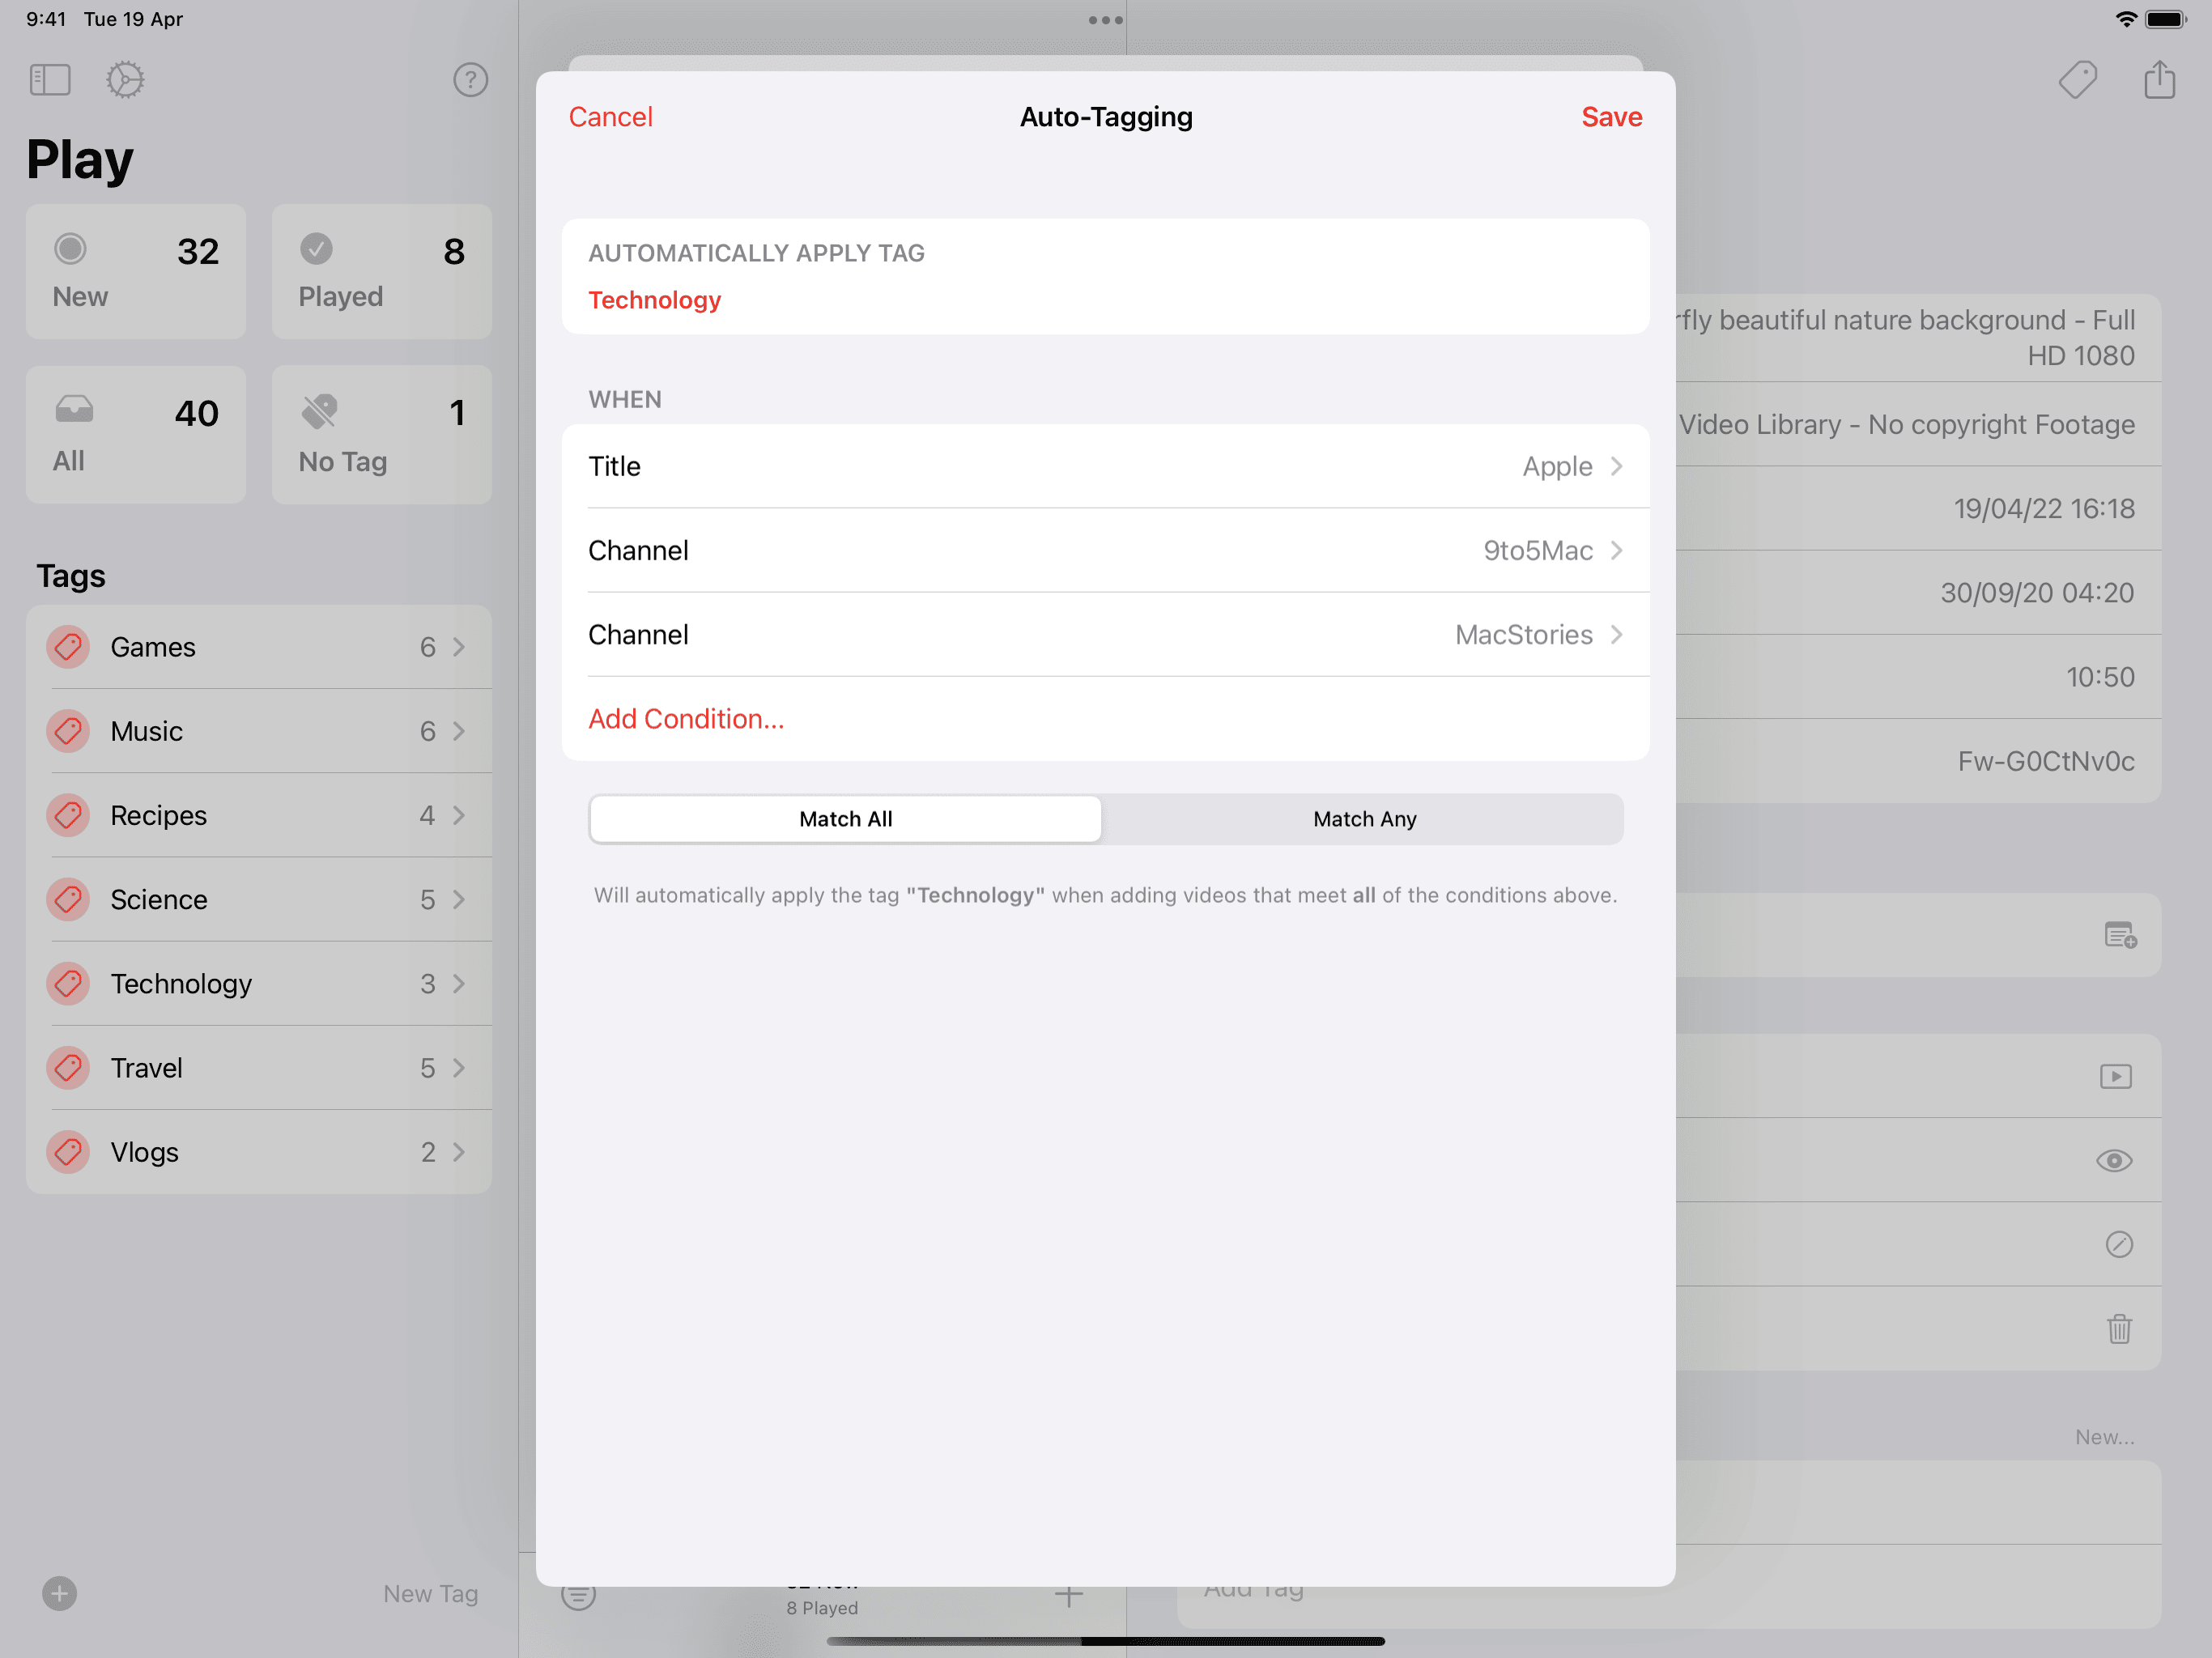 9:41 Tue 19 Apr
Play
32
New
8
Played
40
All
1
No Tag
Tags
Games 6
Music 6
Recipes 4
Science 5
Technology 3
Travel 5
Vlogs 2
New Tag
Cancel Auto-Tagging Save
AUTOMATICALLY APPLY TAG
Technology
WHEN
Title Apple
Channel 9to5Mac
Channel MacStories
Add Condition...
Match All Match Any
Will automatically apply the tag "Technology" when adding videos that meet all of the conditions above.
8 Played
beautiful nature background - Full
HD 1080
Video Library - No copyright Footage
19/04/22 16:18
30/09/20 04:20
10:50
Fw-G0CtNv0c
New...
Add Tag